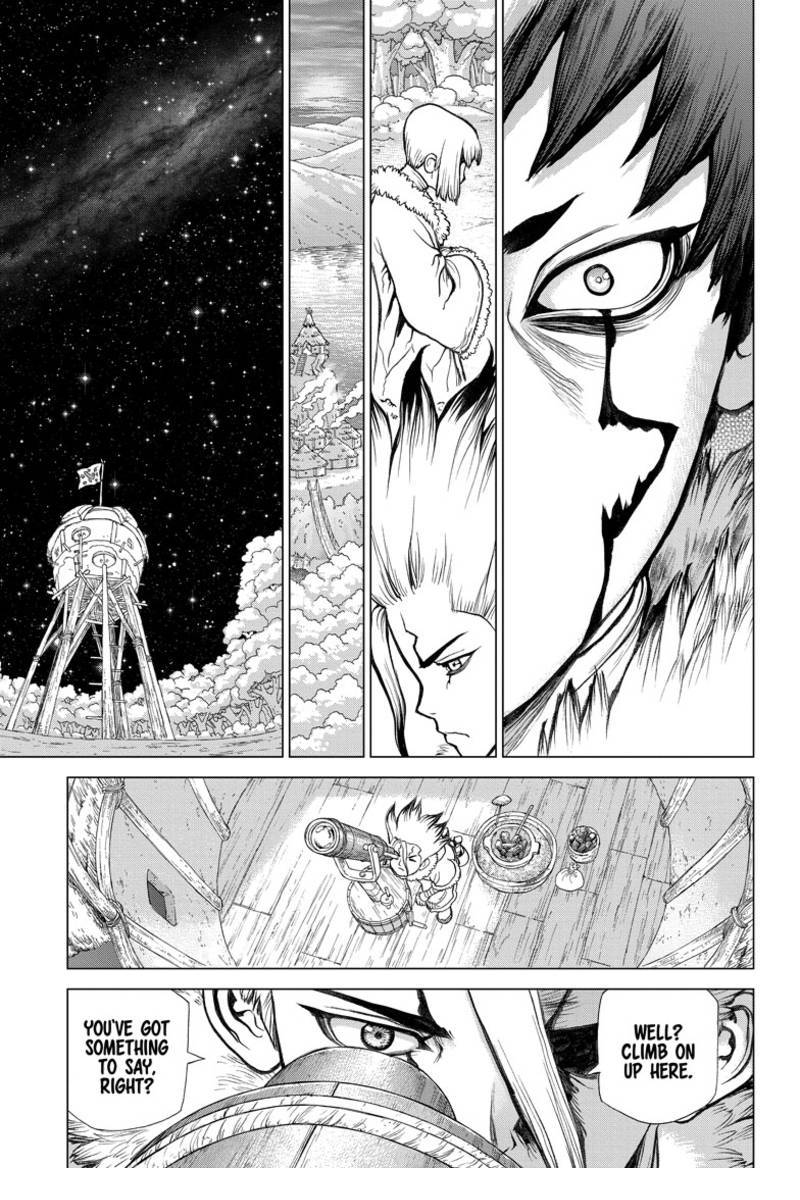 WELL?
CLIMB ON
UP HERE.
YOU'VE GOT
SOMETHING
TO SAY,
RIGHT?